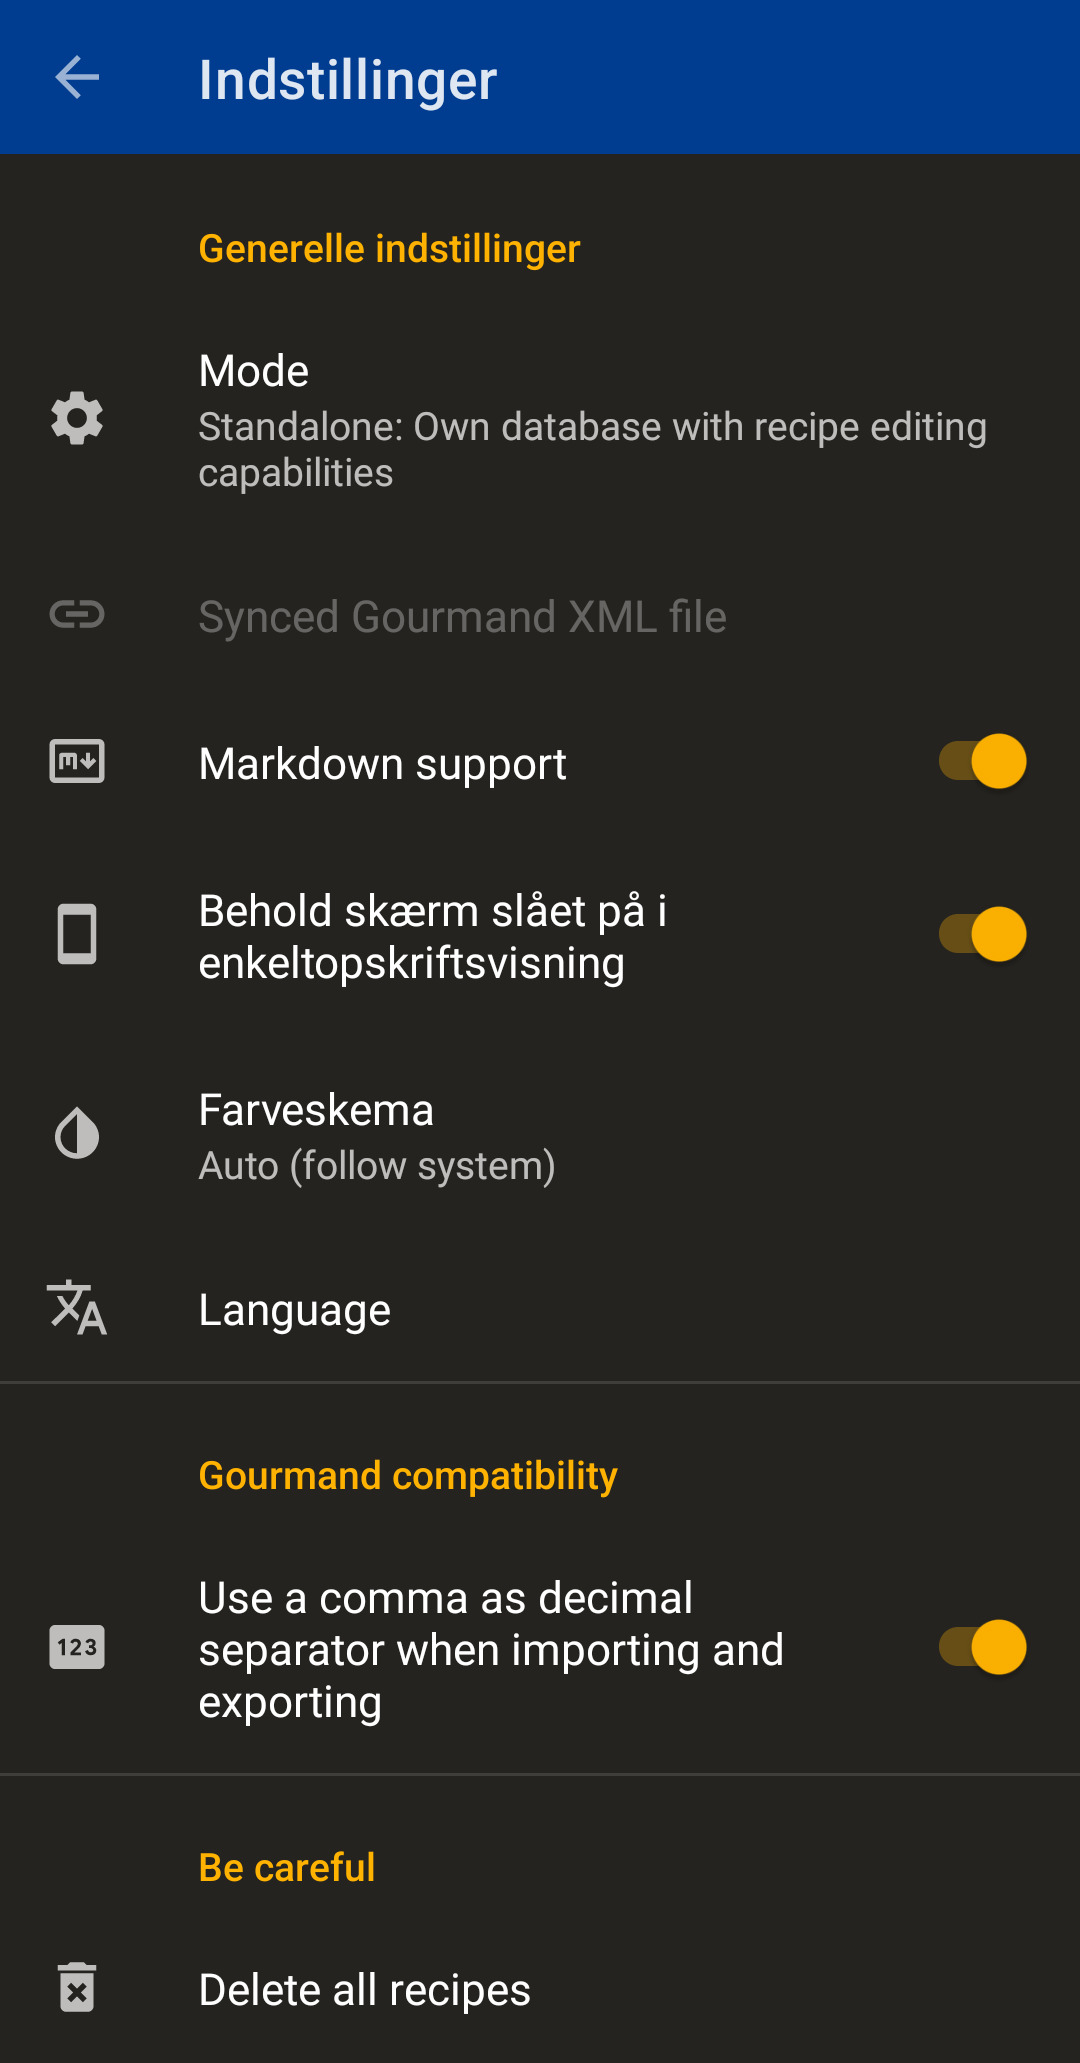 Indstillinger
Generelle indstillinger
Mode
Standalone: Own database with recipe editing
capabilities
Synced Gourmand XML file
Markdown support
Behold skærm slået på i
enkeltopskriftsvisning
Farveskema
Auto (follow system)
Language
Gourmand compatibility
Use a comma as decimal
123
separator when importing and
exporting
Be careful
Delete all recipes